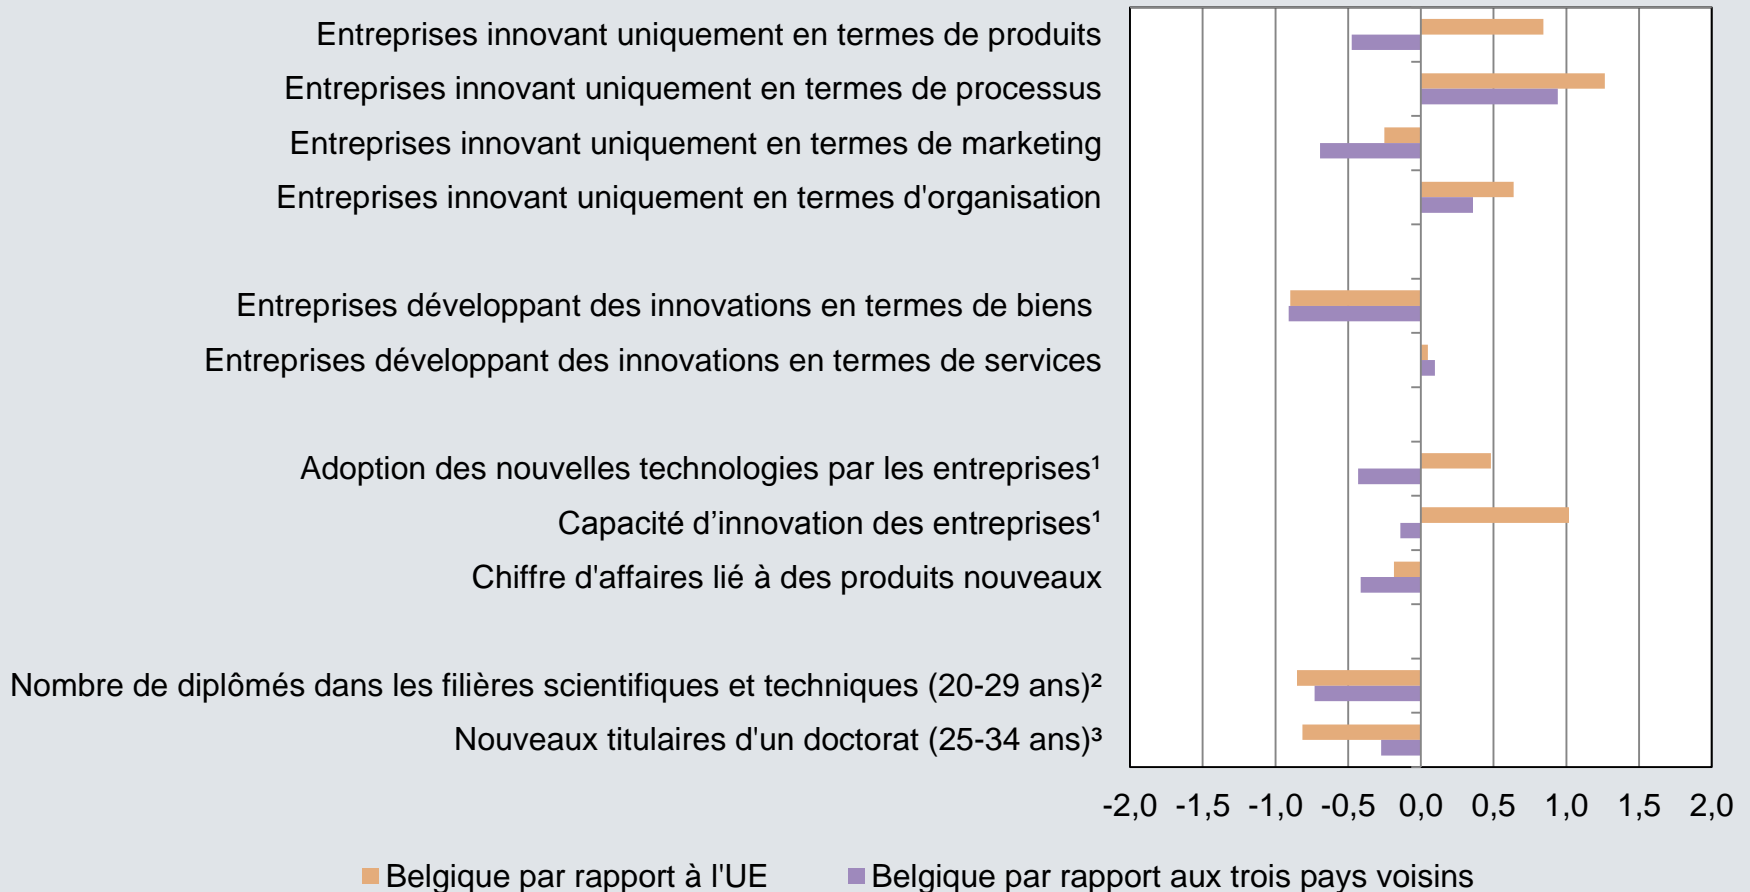 Entreprises innovant uniquement en termes de produits
Entreprises innovant uniquement en termes de processus
Entreprises innovant uniquement en termes de marketing
Entreprises innovant uniquement en termes d'organisation
Entreprises développant des innovations en termes de biens
Entreprises développant des innovations en termes de services
Adoption des nouvelles technologies par les entreprises¹
Capacité d’innovation des entreprises¹
Chiffre d'affaires lié à des produits nouveaux
Nombre de diplômés dans les filières scientifiques et techniques (20-29 ans)²
Nouveaux titulaires d'un doctorat (25-34 ans)³
-2,0 -1,5 -1,0 -0,5 0,0 0,5 1,0 1,5 2,0
Belgique par rapport à l'UE Belgique par rapport aux trois pays voisins